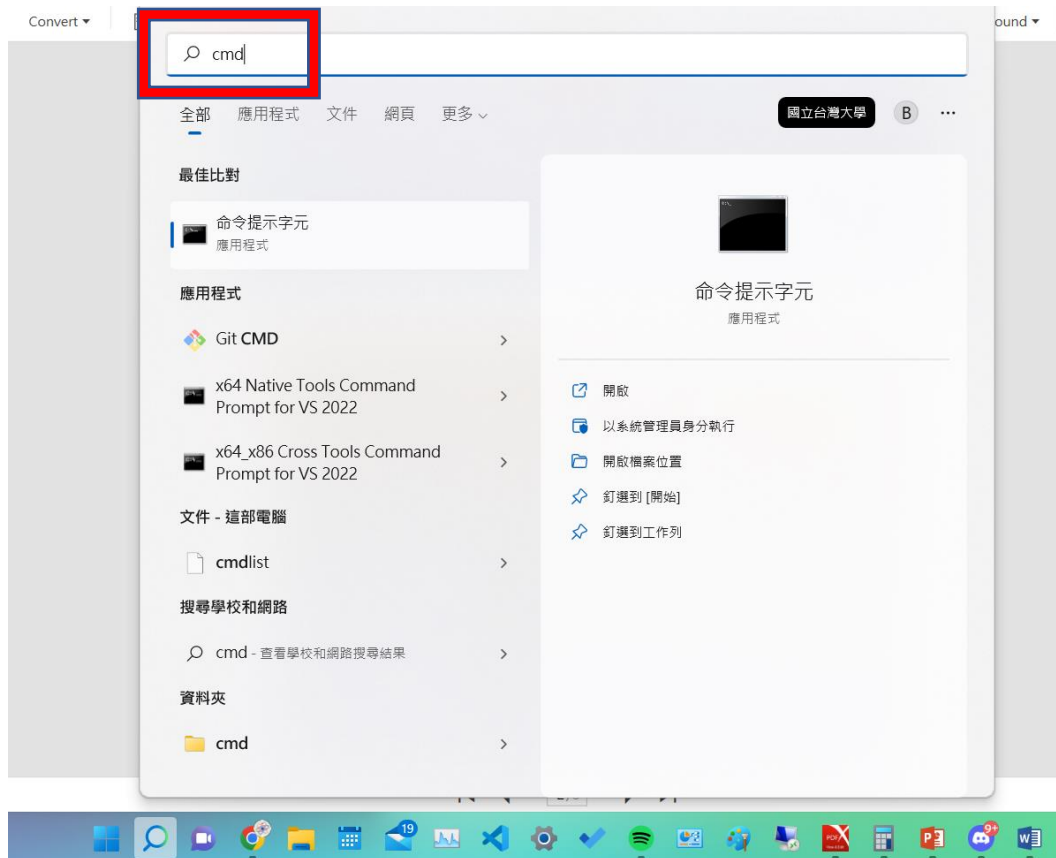 Convert
ound
cmd
全部 應用程式 文件 網頁 更多
國立台灣大學 B ...
最佳比對
命令提示字元
應用程式
應用程式
Git CMD
x64 Native Tools Command
Prompt for VS 2022
x64_x86 Cross Tools Command
Prompt for VS 2022
文件 - 這部電腦
cmdlist
搜尋學校和網路
cmd - 查看學校和網路搜尋結果
資料夾
cmd
命令提示字元
應用程式
開啟
以系統管理員身分執行
開啟檔案位置
釘選到 [開始]
釘選到工作列
19
9+